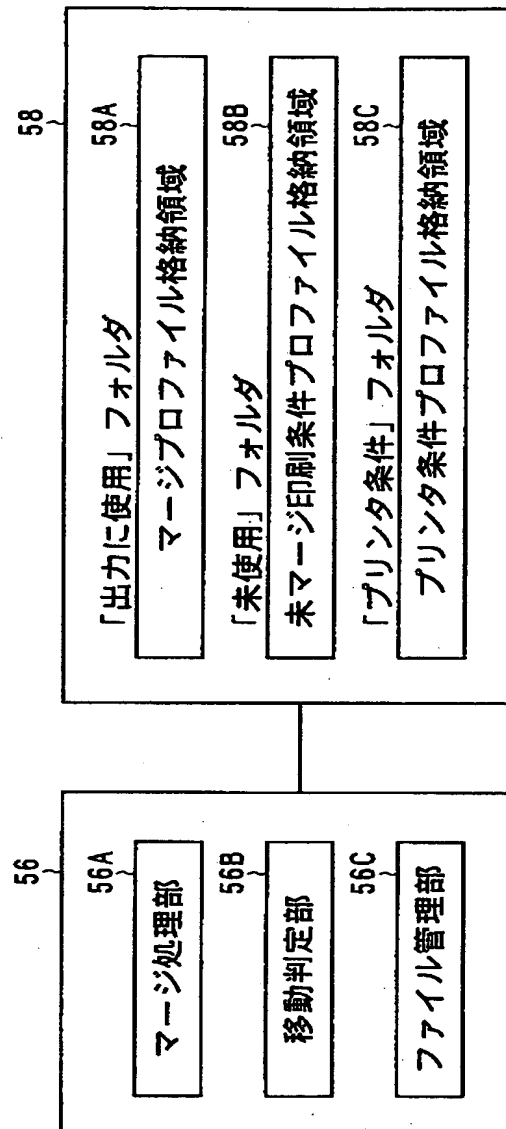 56
56A
マージ処理部
56B
移動判定部
56C
ファイル管理部
58
「出力に使用」フォルダ
58A
マージプロファイル格納領域
「未使用」フォルダ
58B
未マージ印刷条件プロファイル格納領域
「プリンタ条件」フォルダ
58C
プリンタ条件プロファイル格納領域